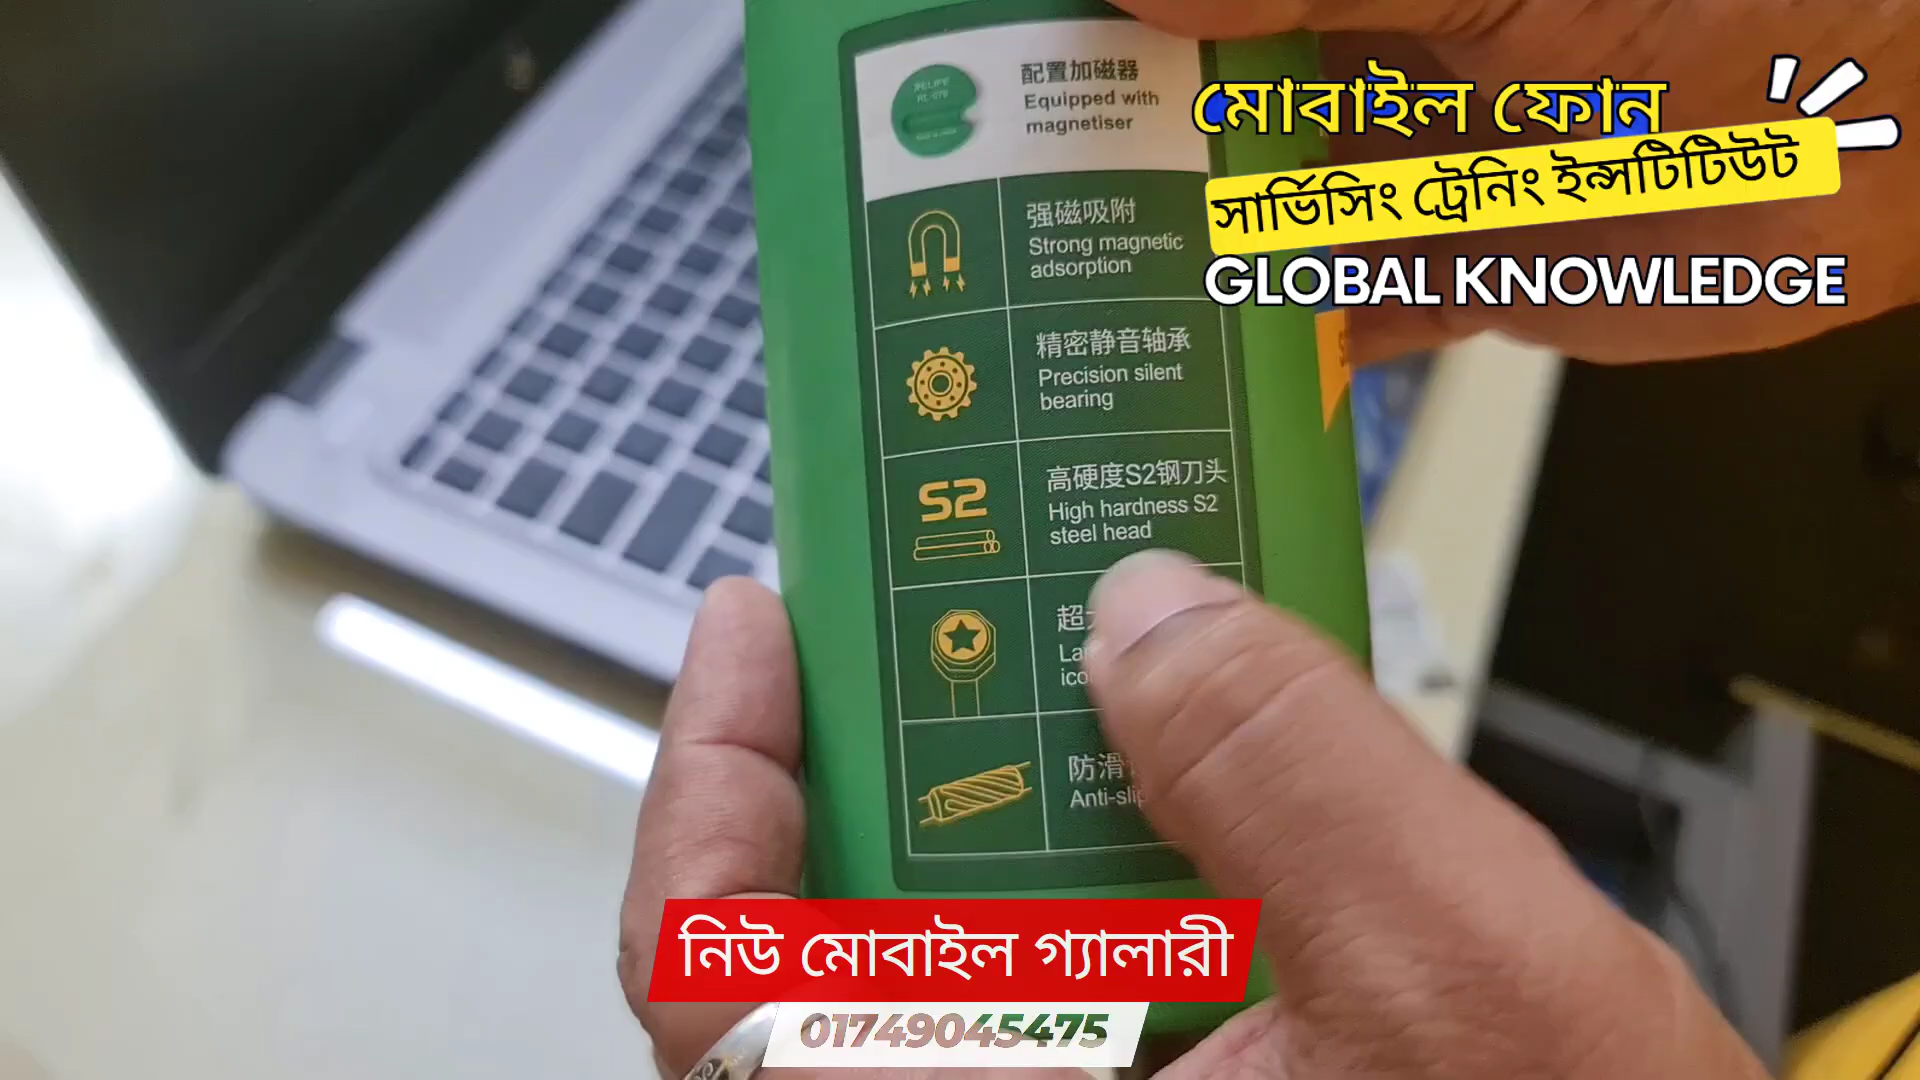 RELIFE
配置加磁器
Equipped with
magnetiser
强磁吸附
Strong magnetic
adsorption
精密静音轴承
Precision silent
bearing
S2
高硬度S2钢刀头
High hardness S2
steel head
超
防滑
মোবাইল ফোন
সার্ভিসিং ট্রেনিং ইন্সটিটিউট
GLOBAL KNOWLEDGE
নিউ মোবাইল গ্যালারী
01749045475